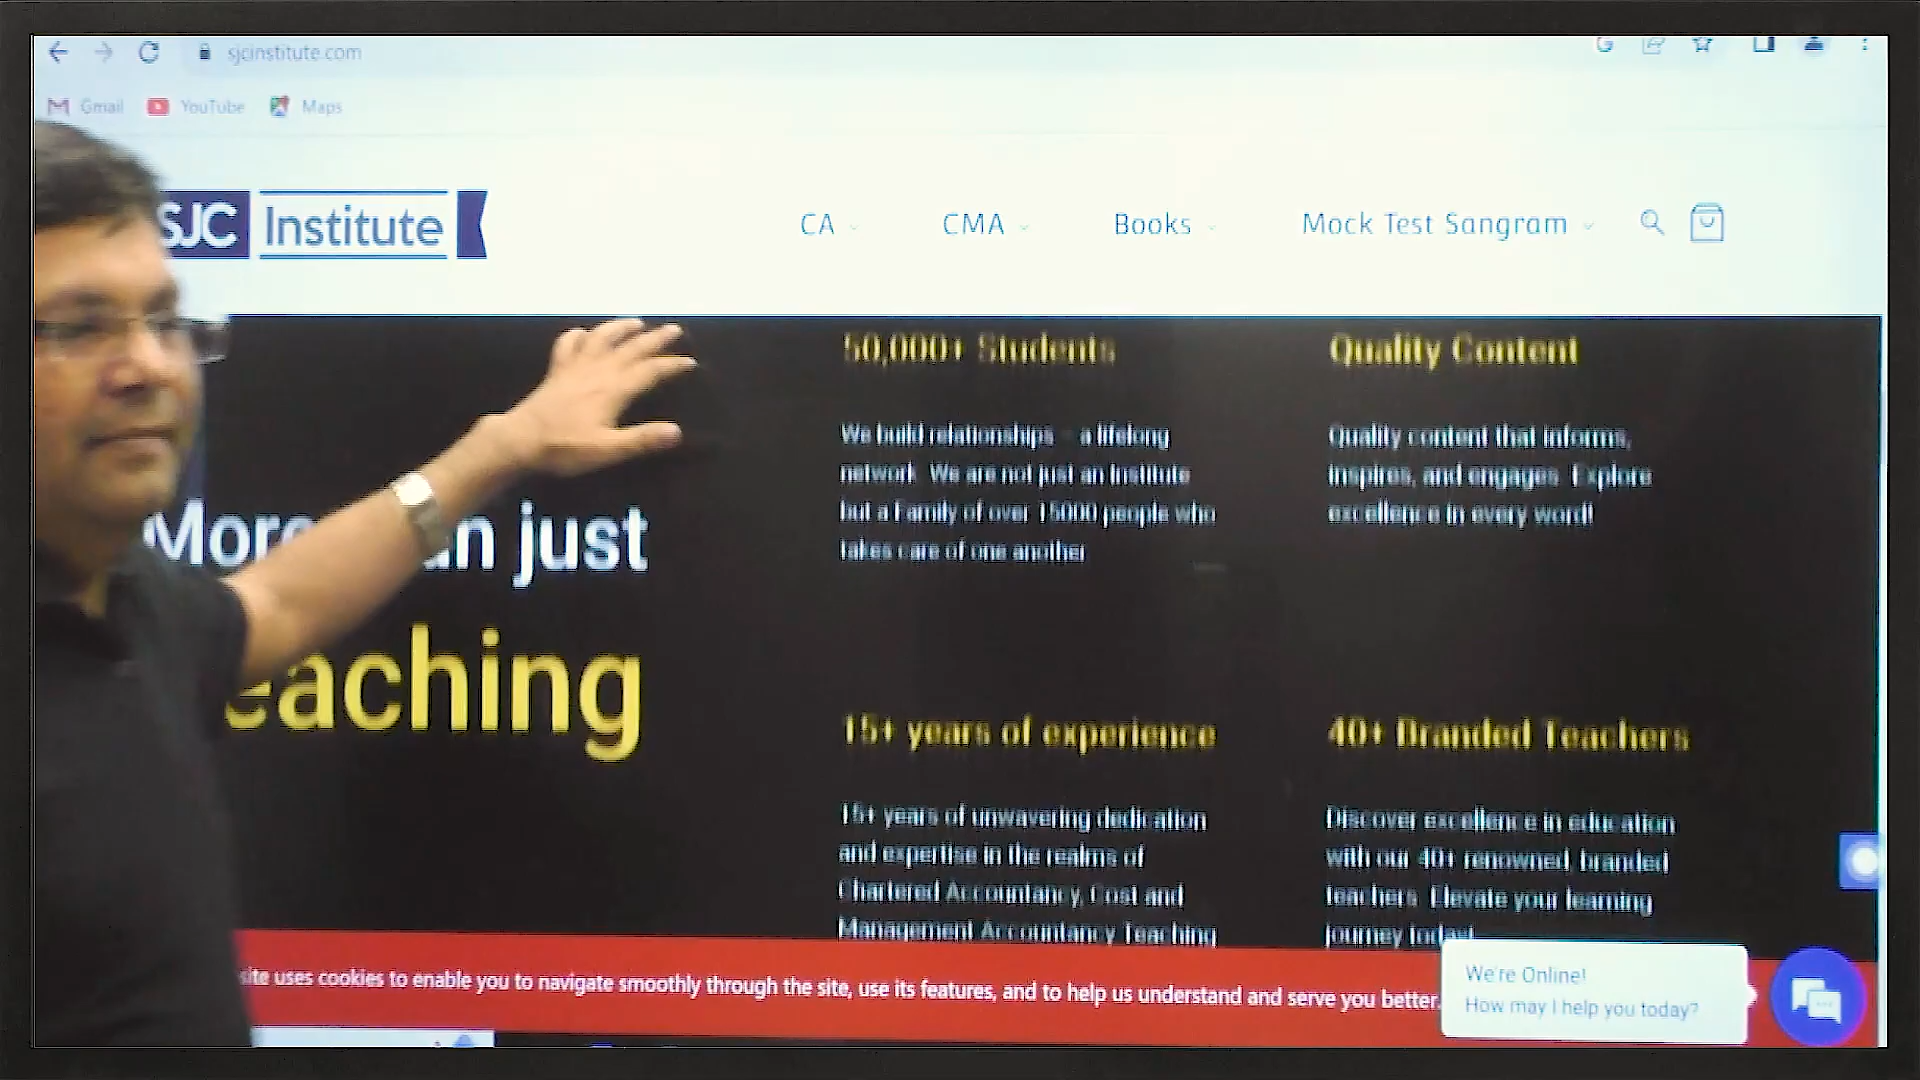 sjcinstitute.com
Gmail YouTube Maps
SJC Institute
CA CMA Books Mock Test Sangram
50,000+ Students
We build relationships - a lifelong
network. We are not just an Institute
but a Family of over 15000 people who
takes care of one another
Quality Content
Quality content that informs,
inspires, and engages. Explore
excellence in every word!
just
eaching
15+ years of experience
15+ years of unwavering dedication
and expertise in the realms of
Chartered Accountancy, Cost and
Management Accountancy Teaching
40+ Branded Teachers
Discover excellence in education
with our 40+ renowned, branded
teachers. Elevate your learning
journey today!
site uses cookies to enable you to navigate smoothly through the site, use its features, and to help us understand and serve you better.
We're Online!
How may I help you today?